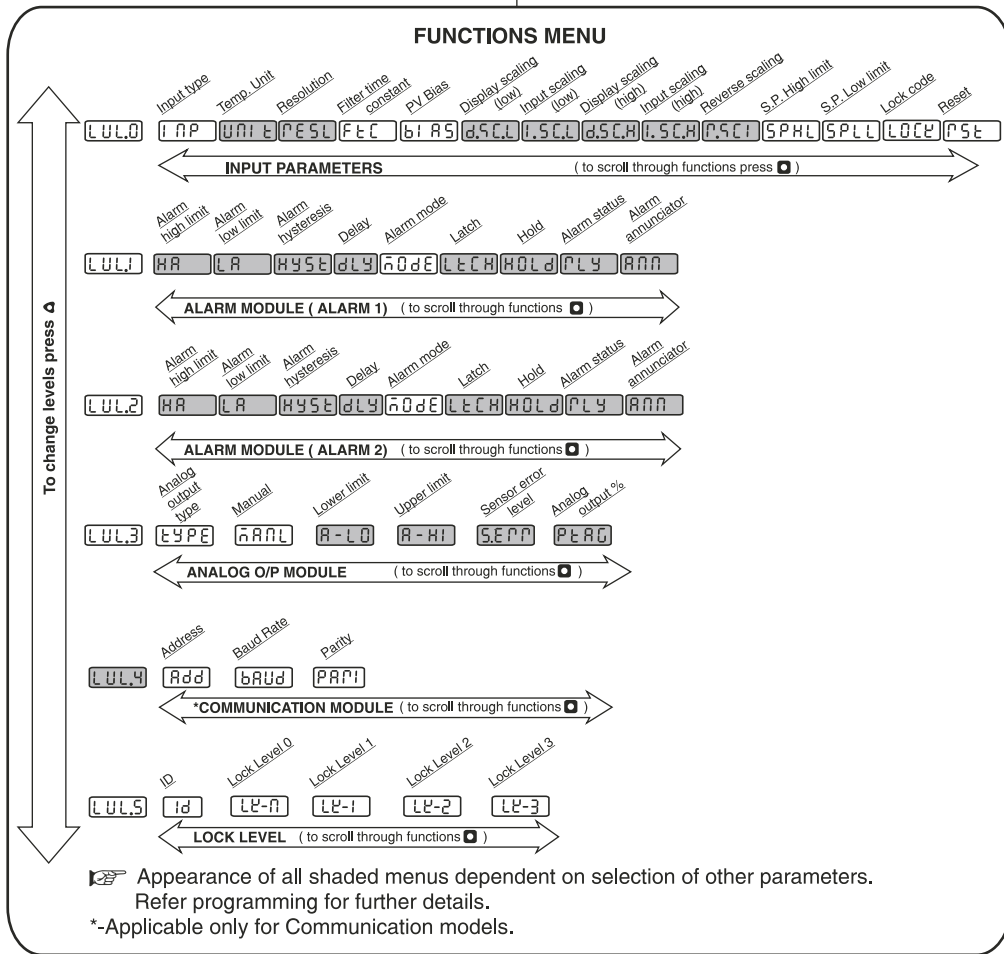 FUNCTIONS MENU
To change levels press
Input type
Temp. Unit
Resolution
Filter time constant
PV Bias
Display scaling (low)
Input scaling (low)
Display scaling (high)
Input scaling (high)
Reverse scaling
S.P. High limit
S.P. Low limit
Lock code
Reset
LUL.0 INP UNIt RESL FtC bIAS d.SC.L I.SC.L d.SC.H I.SC.H R.SCI SPHL SPLL LOCK RSt
INPUT PARAMETERS ( to scroll through functions press )
Alarm high limit
Alarm low limit
Alarm hysteresis
Delay
Alarm mode
Latch
Hold
Alarm status
Alarm annunciator
LUL.1 HA LA HYSt dLY MOdE LtCH HOLd RLY ANN
ALARM MODULE ( ALARM 1) ( to scroll through functions )
Alarm high limit
Alarm low limit
Alarm hysteresis
Delay
Alarm mode
Latch
Hold
Alarm status
Alarm annunciator
LUL.2 HA LA HYSt dLY MOdE LtCH HOLd RLY ANN
ALARM MODULE ( ALARM 2) ( to scroll through functions )
Analog output type
Manual
Lower limit
Upper limit
Sensor error level
Analog output %
LUL.3 tYPE MANL A-LO A-HI S.ERR PtAG
ANALOG O/P MODULE ( to scroll through functions )
Address
Baud Rate
Parity
LUL.4 Add bAUd PARI
*COMMUNICATION MODULE ( to scroll through functions )
ID
Lock Level 0
Lock Level 1
Lock Level 2
Lock Level 3
LUL.5 Id LK-0 LK-1 LK-2 LK-3
LOCK LEVEL ( to scroll through functions )
Appearance of all shaded menus dependent on selection of other parameters.
Refer programming for further details.
*-Applicable only for Communication models.